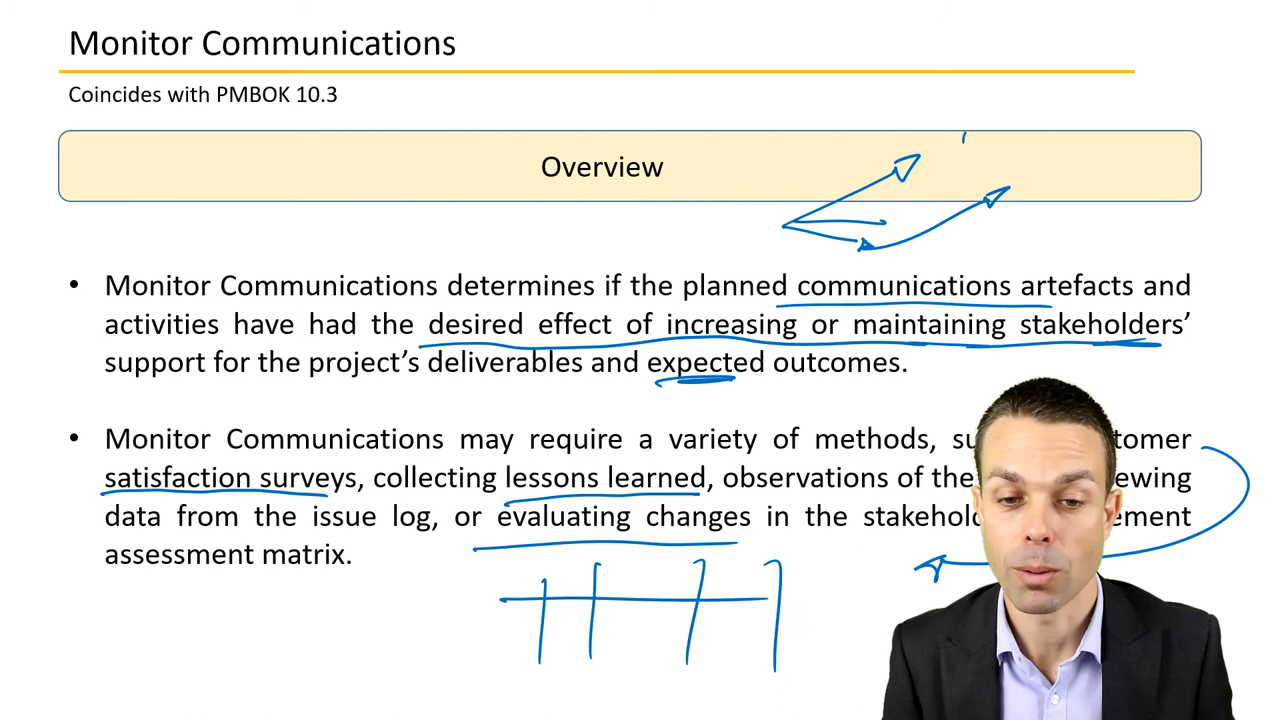 Monitor Communications
Coincides with PMBOK 10.3
Overview
• Monitor Communications determines if the planned communications artefacts and
activities have had the desired effect of increasing or maintaining stakeholders’
support for the project’s deliverables and expected outcomes.
• Monitor Communications may require a variety of methods,
satisfaction surveys, collecting lessons learned, observations of the
data from the issue log, or evaluating changes in the
assessment matrix.